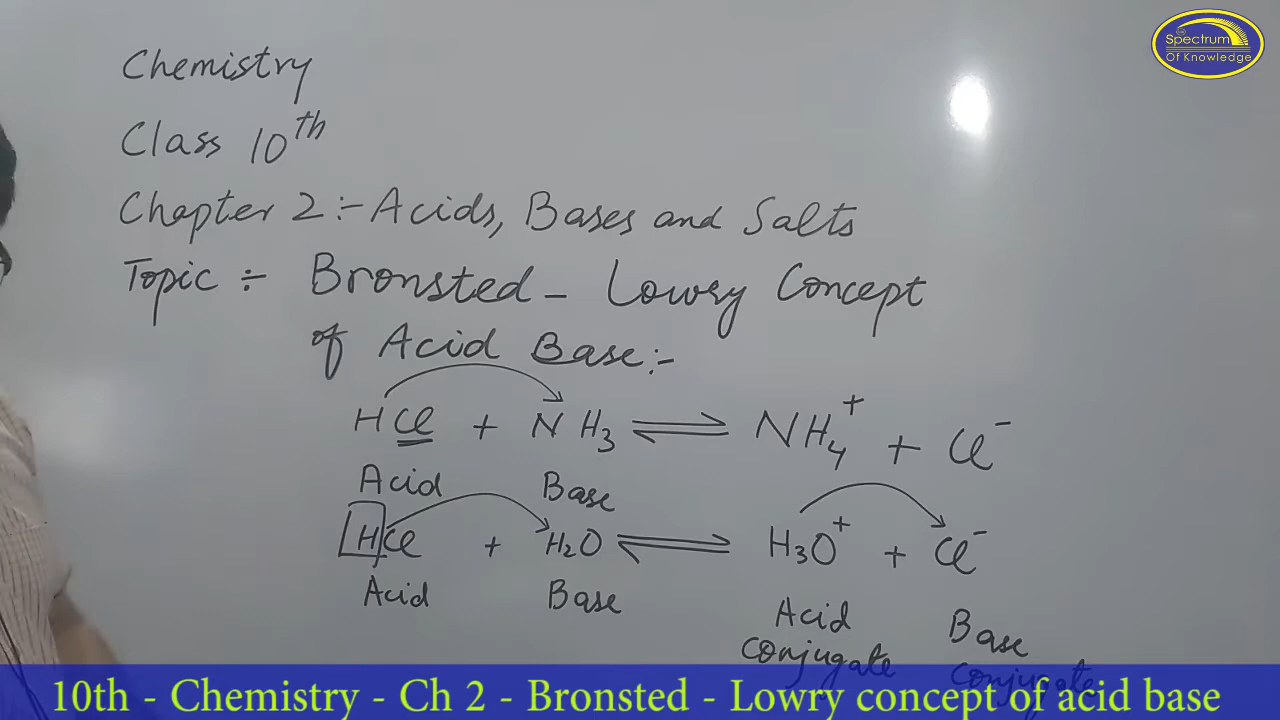 Spectrum
Of Knowledge
Chemistry
Class 10th
Chapter 2 :- Acids, Bases and Salts
Topic ÷ Bronsted - Lowry Concept
of Acid Base:-
HCl + NH₃ ⇌ NH₄⁺ + Cl⁻
Acid Base
HCl + H₂O ⇌ H₃O⁺ + Cl⁻
Acid Base Acid Base
conjugate conjugate
10th - Chemistry - Ch 2 - Bronsted - Lowry concept of acid base